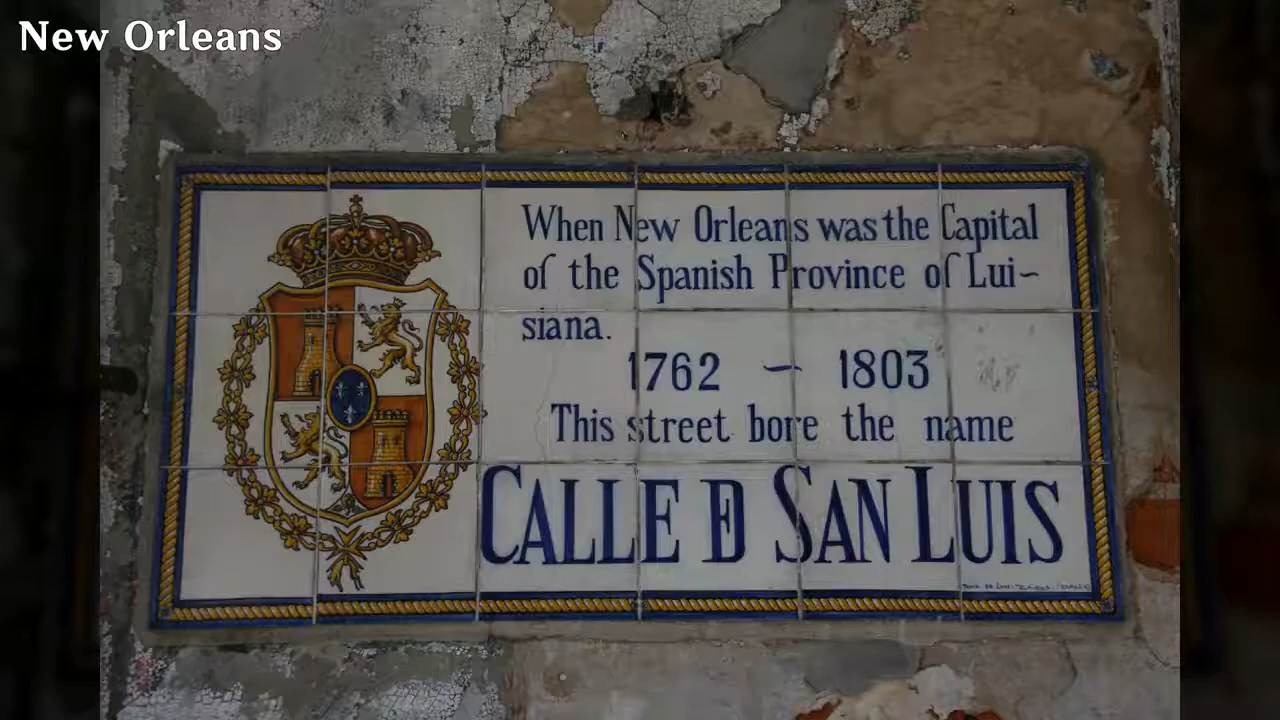 New Orleans
When New Orleans was the Capital
of the Spanish Province of Lui~
siana.
1762 ~ 1803
This street bore the name
CALLE D SAN LUIS